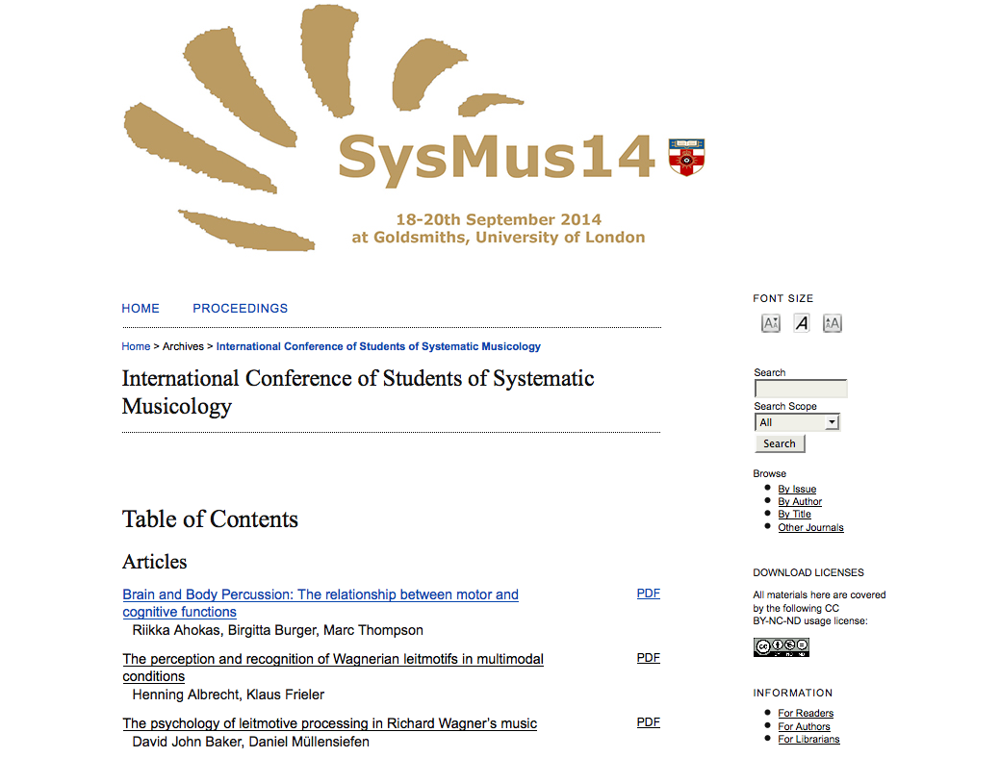 SysMus14
18-20th September 2014
at Goldsmiths, University of London
HOME PROCEEDINGS
Home > Archives > International Conference of Students of Systematic Musicology
International Conference of Students of Systematic
Musicology
Table of Contents
Articles
Brain and Body Percussion: The relationship between motor and PDF
cognitive functions
Riikka Ahokas, Birgitta Burger, Marc Thompson
The perception and recognition of Wagnerian leitmotifs in multimodal PDF
conditions
Henning Albrecht, Klaus Frieler
The psychology of leitmotive processing in Richard Wagner’s music PDF
David John Baker, Daniel Müllensiefen
FONT SIZE
A A A
Search
Search Scope
All
Search
Browse
By Issue
By Author
By Title
Other Journals
DOWNLOAD LICENSES
All materials here are covered
by the following CC
BY-NC-ND usage license:
INFORMATION
For Readers
For Authors
For Librarians